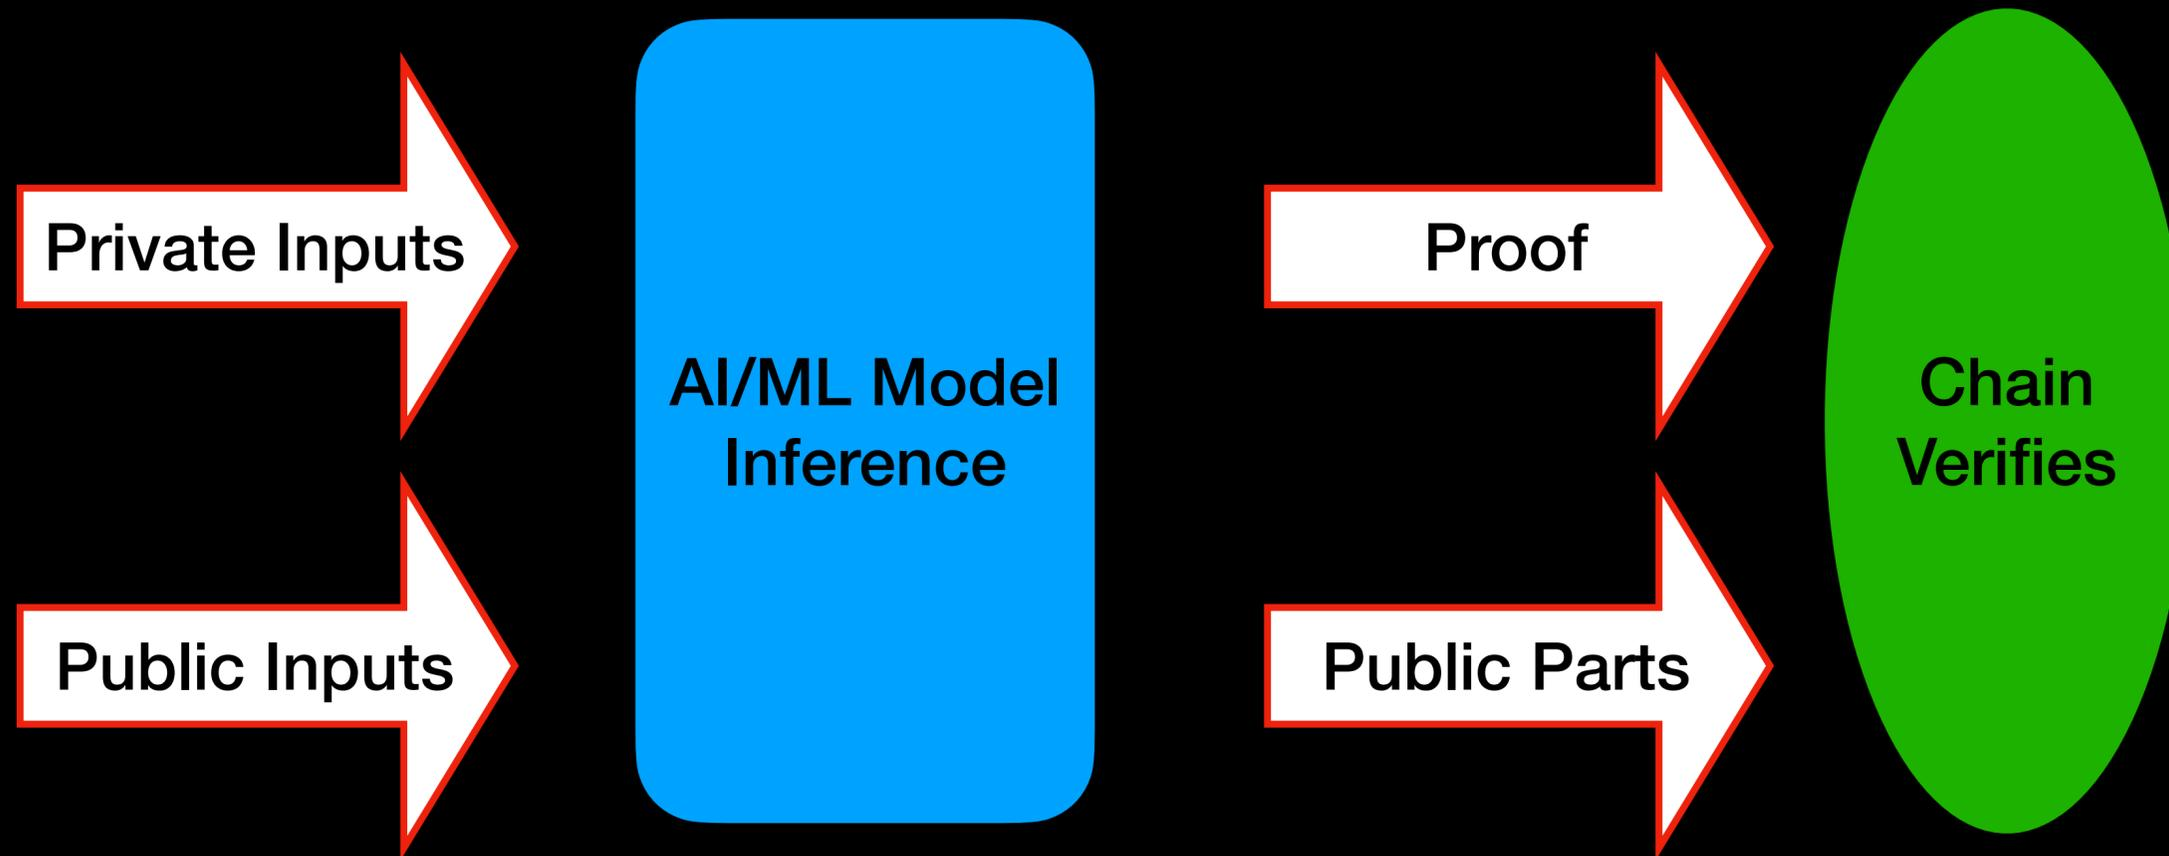 Private Inputs
Public Inputs
AI/ML Model
Inference
Proof
Public Parts
Chain
Verifies